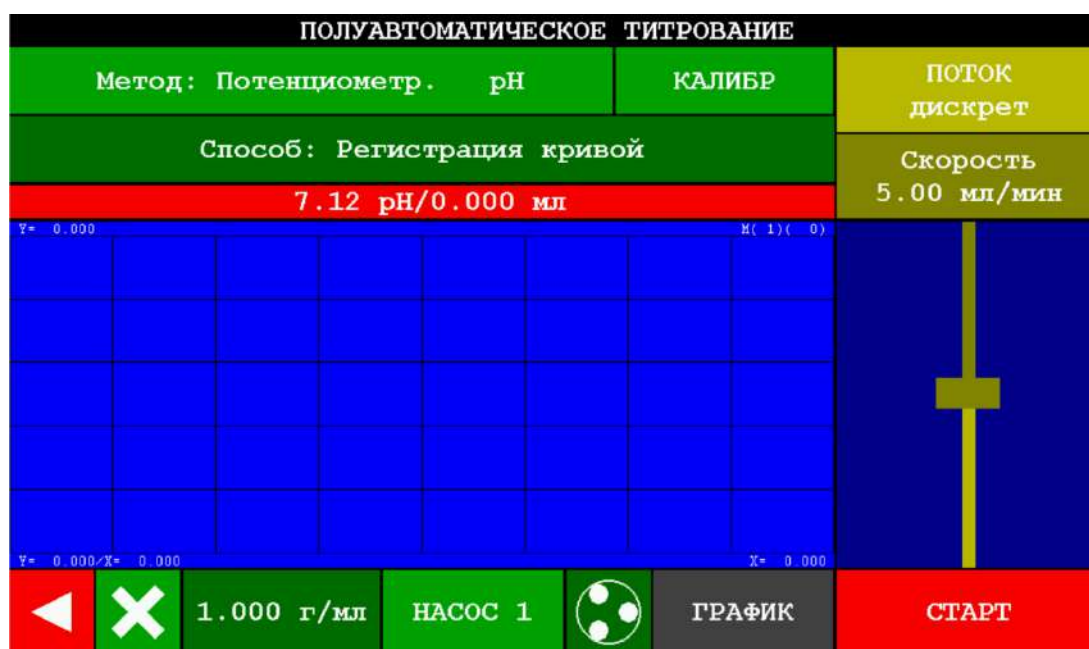 ПОЛУАВТОМАТИЧЕСКОЕ ТИТРОВАНИЕ
Метод: Потенциометр. pH
КАЛИБР
ПОТОК
дискрет
Способ: Регистрация кривой
Скорость
5.00 мл/мин
7.12 pH/0.000 мл
Y= 0.000
M( 1)( 0)
Y= 0.000/X= 0.000
X= 0.000
1.000 г/мл
НАСОС 1
ГРАФИК
СТАРТ